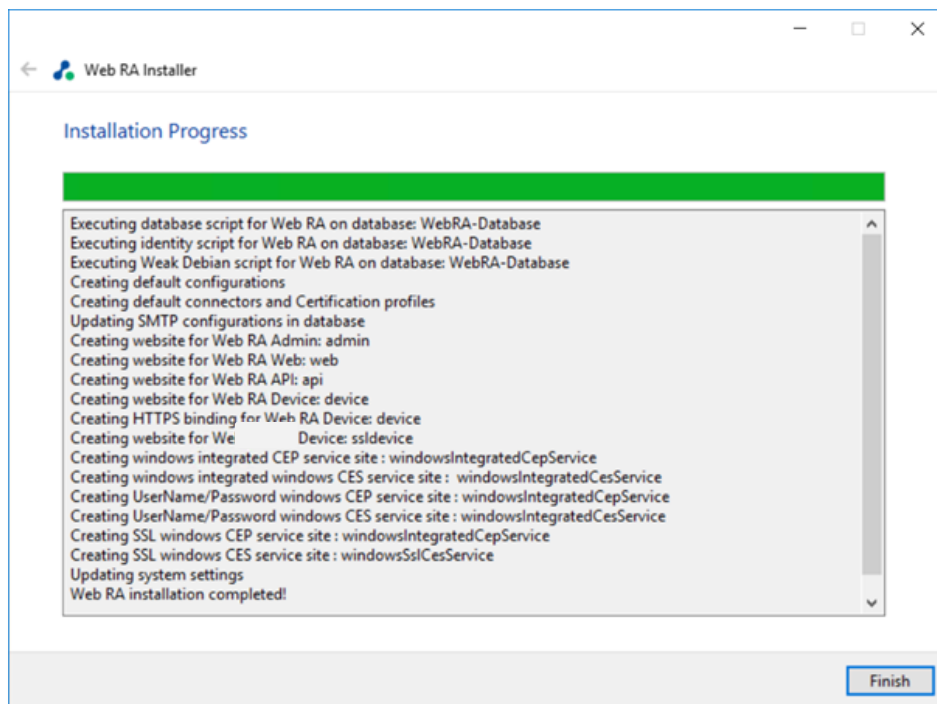 Web RA Installer
Installation Progress
Executing database script for Web RA on database: WebRA-Database
Executing identity script for Web RA on database: WebRA-Database
Executing Weak Debian script for Web RA on database: WebRA-Database
Creating default configurations
Creating default connectors and Certification profiles
Updating SMTP configurations in database
Creating website for Web RA Admin: admin
Creating website for Web RA Web: web
Creating website for Web RA API: api
Creating website for Web RA Device: device
Creating HTTPS binding for Web RA Device: device
Creating website for We Device: ssldevice
Creating windows integrated CEP service site : windowsIntegratedCepService
Creating windows integrated windows CES service site :  windowsIntegratedCesService
Creating UserName/Password windows CEP service site : windowsIntegratedCepService
Creating UserName/Password windows CES service site : windowsIntegratedCesService
Creating SSL windows CEP service site : windowsIntegratedCepService
Creating SSL windows CES service site : windowsSslCesService
Updating system settings
Web RA installation completed!
Finish